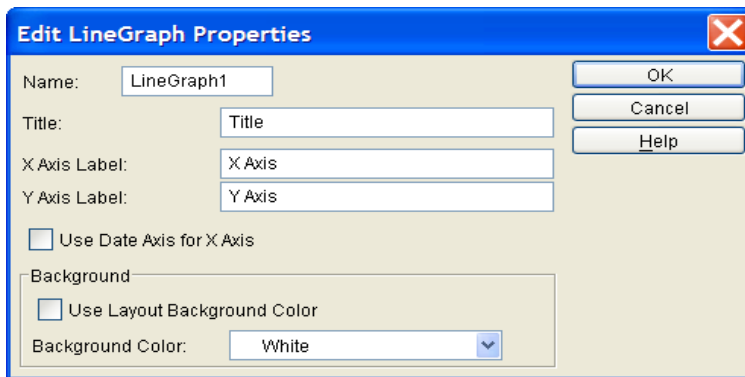 Edit LineGraph Properties
Name: LineGraph1
OK
Cancel
Title: Title
Help
X Axis Label: X Axis
Y Axis Label: Y Axis
Use Date Axis for X Axis
Background
Use Layout Background Color
Background Color: White